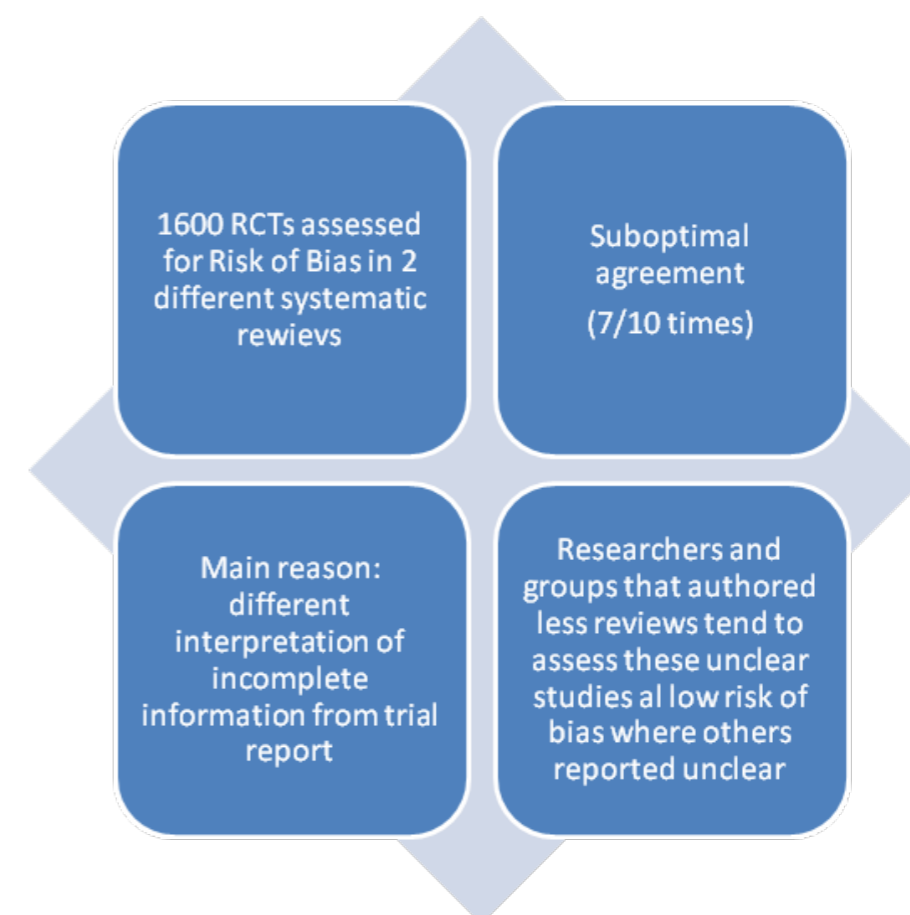 1600 RCTs assessed
for Risk of Bias in 2
different systematic
rewievs
Suboptimal
agreement
(7/10 times)
Main reason:
different
interpretation of
incomplete
information from trial
report
Researchers and
groups that authored
less reviews tend to
assess these unclear
studies al low risk of
bias where others
reported unclear